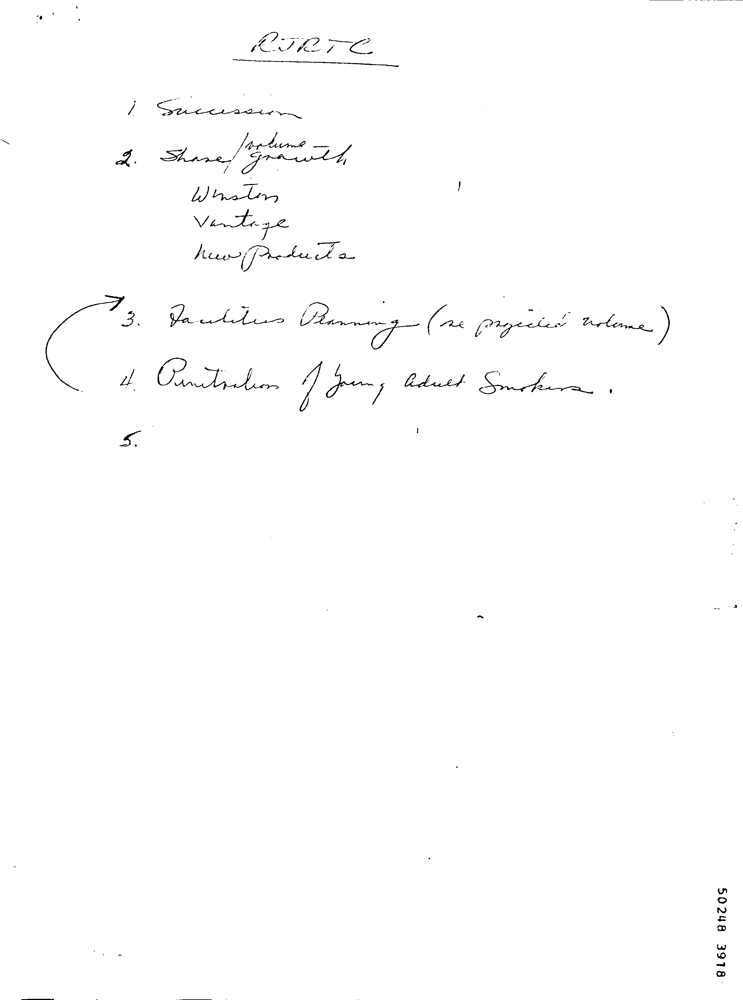 RJRTC
1 Succession
2. Share/volume growth
Winston
Vantage
New Products
3. Facilities Planning (re projected volume)
4. Penetration of Young Adult Smokers.
5.
50248 3918